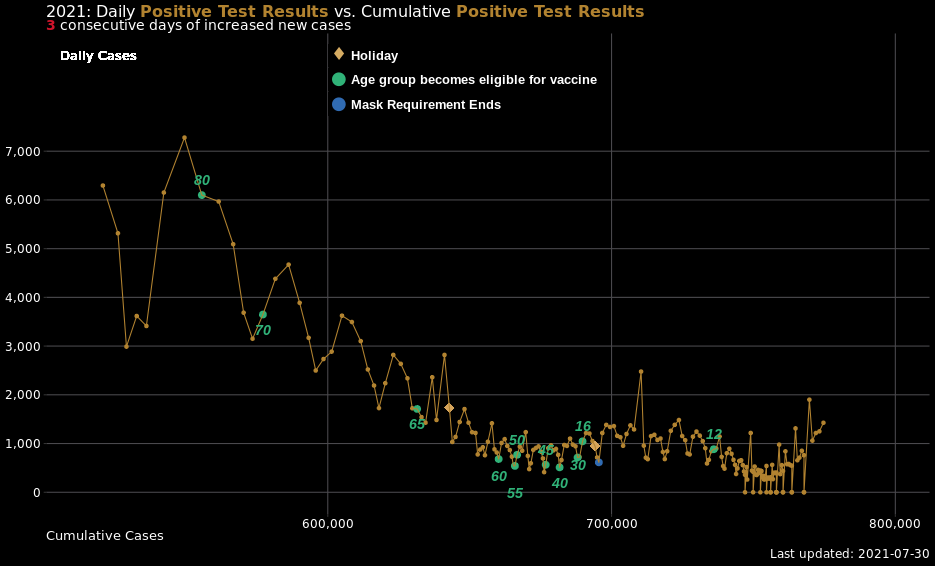 2021: Daily Positive Test Results vs. Cumulative Positive Test Results
3 consecutive days of increased new cases
Daily Cases
Holiday
Age group becomes eligible for vaccine
Mask Requirement Ends
7,000
80
6,000
5,000
4,000
70
3,000
2,000
65
16
12
50
1,000
45
30
60
40
55
0
600,000
700,000
800,000
Cumulative Cases
Last updated: 2021-07-30